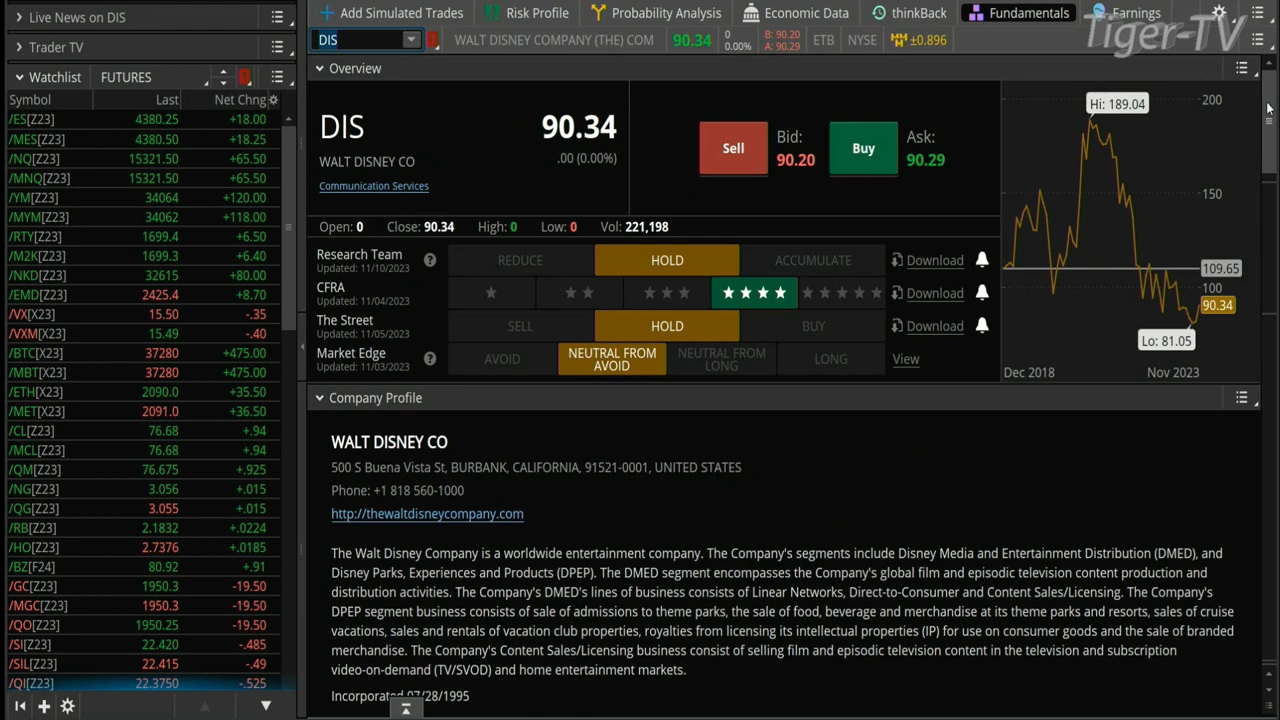 Live News on DIS
Add Simulated Trades
Risk Profile
Probability Analysis
Economic Data
thinkBack
Fundamentals
Earnings
Tiger-TV
Trader TV
DIS
WALT DISNEY COMPANY (THE) COM
90.34
0
0.00%
B: 90.20
A: 90.29
ETB
NYSE
±0.896
Watchlist
FUTURES
Symbol Last Net Chng
/ES[Z23] 4380.25 +18.00
/MES[Z23] 4380.50 +18.25
/NQ[Z23] 15321.50 +65.50
/MNQ[Z23] 15321.50 +65.50
/YM[Z23] 34064 +120.00
/MYM[Z23] 34062 +118.00
/RTY[Z23] 1699.4 +6.50
/M2K[Z23] 1699.3 +6.40
/NKD[Z23] 32615 +80.00
/EMD[Z23] 2425.4 +8.70
/VX[X23] 15.50 -.35
/VXM[X23] 15.49 -.40
/BTC[X23] 37280 +475.00
/MBT[X23] 37280 +475.00
/ETH[X23] 2090.0 +35.50
/MET[X23] 2091.0 +36.50
/CL[Z23] 76.68 +.94
/MCL[Z23] 76.68 +.94
/QM[Z23] 76.675 +.925
/NG[Z23] 3.056 +.015
/QG[Z23] 3.055 +.015
/RB[Z23] 2.1832 +.0224
/HO[Z23] 2.7376 +.0185
/BZ[F24] 80.92 +.91
/GC[Z23] 1950.3 -19.50
/MGC[Z23] 1950.3 -19.50
/QO[Z23] 1950.25 -19.50
/SI[Z23] 22.420 -.485
/SIL[Z23] 22.415 -.49
/QI[Z23] 22.3750 -.525
Overview
DIS
90.34
WALT DISNEY CO
.00 (0.00%)
Communication Services
Sell
Bid:
90.20
Buy
Ask:
90.29
Open: 0 Close: 90.34 High: 0 Low: 0 Vol: 221,198
Research Team
Updated: 11/10/2023
REDUCE HOLD ACCUMULATE
Download
CFRA
Updated: 11/04/2023
Download
The Street
Updated: 11/05/2023
SELL HOLD BUY
Download
Market Edge
Updated: 11/03/2023
AVOID
NEUTRAL FROM
AVOID
NEUTRAL FROM
LONG
LONG
View
Hi: 189.04
200
150
109.65
100
90.34
Lo: 81.05
Dec 2018
Nov 2023
Company Profile
WALT DISNEY CO
500 S Buena Vista St, BURBANK, CALIFORNIA, 91521-0001, UNITED STATES
Phone: +1 818 560-1000
http://thewaltdisneycompany.com
The Walt Disney Company is a worldwide entertainment company. The Company's segments include Disney Media and Entertainment Distribution (DMED), and
Disney Parks, Experiences and Products (DPEP). The DMED segment encompasses the Company's global film and episodic television content production and
distribution activities. The Company's DMED's lines of business consists of Linear Networks, Direct-to-Consumer and Content Sales/Licensing. The Company's
DPEP segment business consists of sale of admissions to theme parks, the sale of food, beverage and merchandise at its theme parks and resorts, sales of cruise
vacations, sales and rentals of vacation club properties, royalties from licensing its intellectual properties (IP) for use on consumer goods and the sale of branded
merchandise. The Company's Content Sales/Licensing business consist of selling film and episodic television content in the television and subscription
video-on-demand (TV/SVOD) and home entertainment markets.
Incorporated 07/28/1995